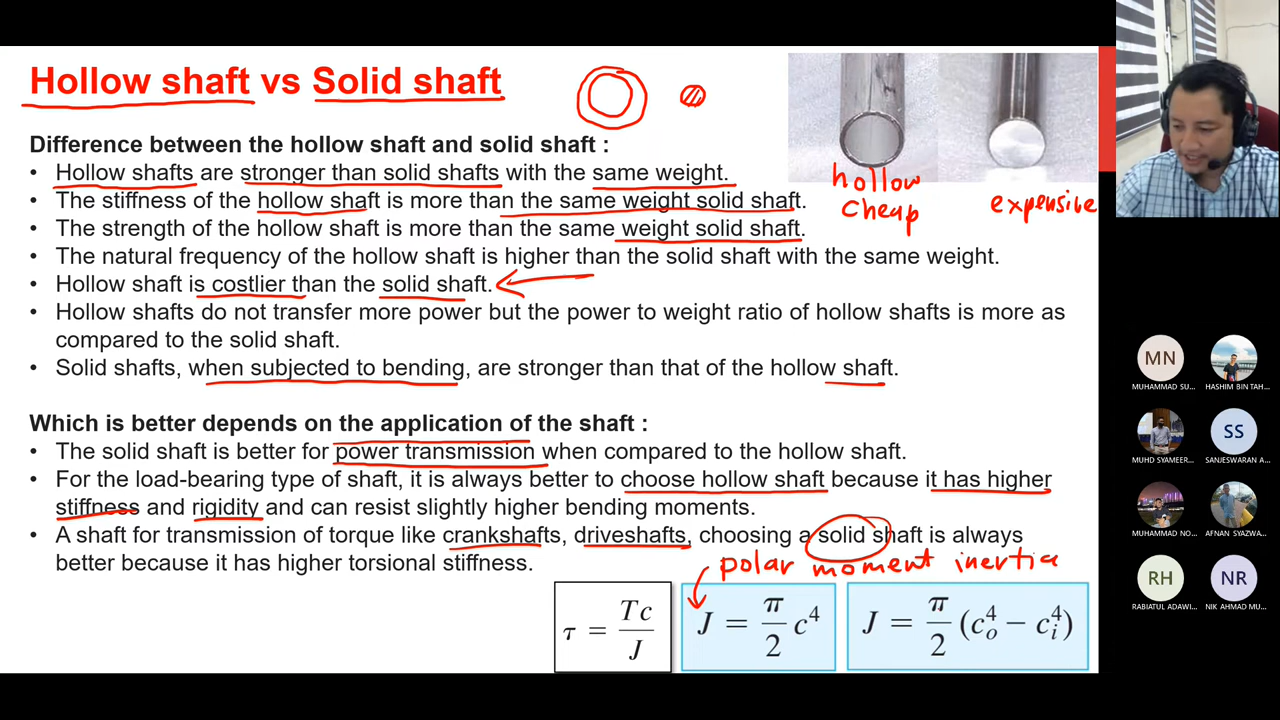 Hollow shaft vs Solid shaft
Difference between the hollow shaft and solid shaft :
• Hollow shafts are stronger than solid shafts with the same weight.
• The stiffness of the hollow shaft is more than the same weight solid shaft.
• The strength of the hollow shaft is more than the same weight solid shaft.
• The natural frequency of the hollow shaft is higher than the solid shaft with the same weight.
• Hollow shaft is costlier than the solid shaft.
• Hollow shafts do not transfer more power but the power to weight ratio of hollow shafts is more as
compared to the solid shaft.
• Solid shafts, when subjected to bending, are stronger than that of the hollow shaft.
hollow
cheap
expensive
Which is better depends on the application of the shaft :
• The solid shaft is better for power transmission when compared to the hollow shaft.
• For the load-bearing type of shaft, it is always better to choose hollow shaft because it has higher
stiffness and rigidity and can resist slightly higher bending moments.
• A shaft for transmission of torque like crankshafts, driveshafts, choosing a solid shaft is always
better because it has higher torsional stiffness.
polar moment inertia
τ = Tc/J
J = π/2 c⁴
J = π/2 (c_o⁴ − c_i⁴)
MN
MUHAMMAD SU...
HASHIM BIN TAH...
MUHD SYAMEER...
SS
SANJESWARAN A...
MUHAMMAD NO...
AFNAN SYAZWA...
RH
RABIATUL ADAWI...
NR
NIK AHMAD MU...